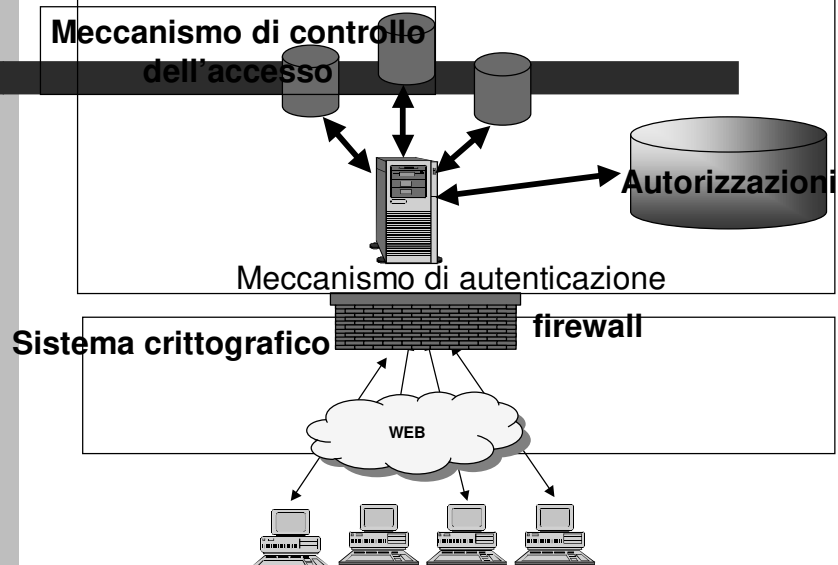 Meccanismo di controllo
dell'accesso
Autorizzazioni
Meccanismo di autenticazione
firewall
Sistema crittografico
WEB